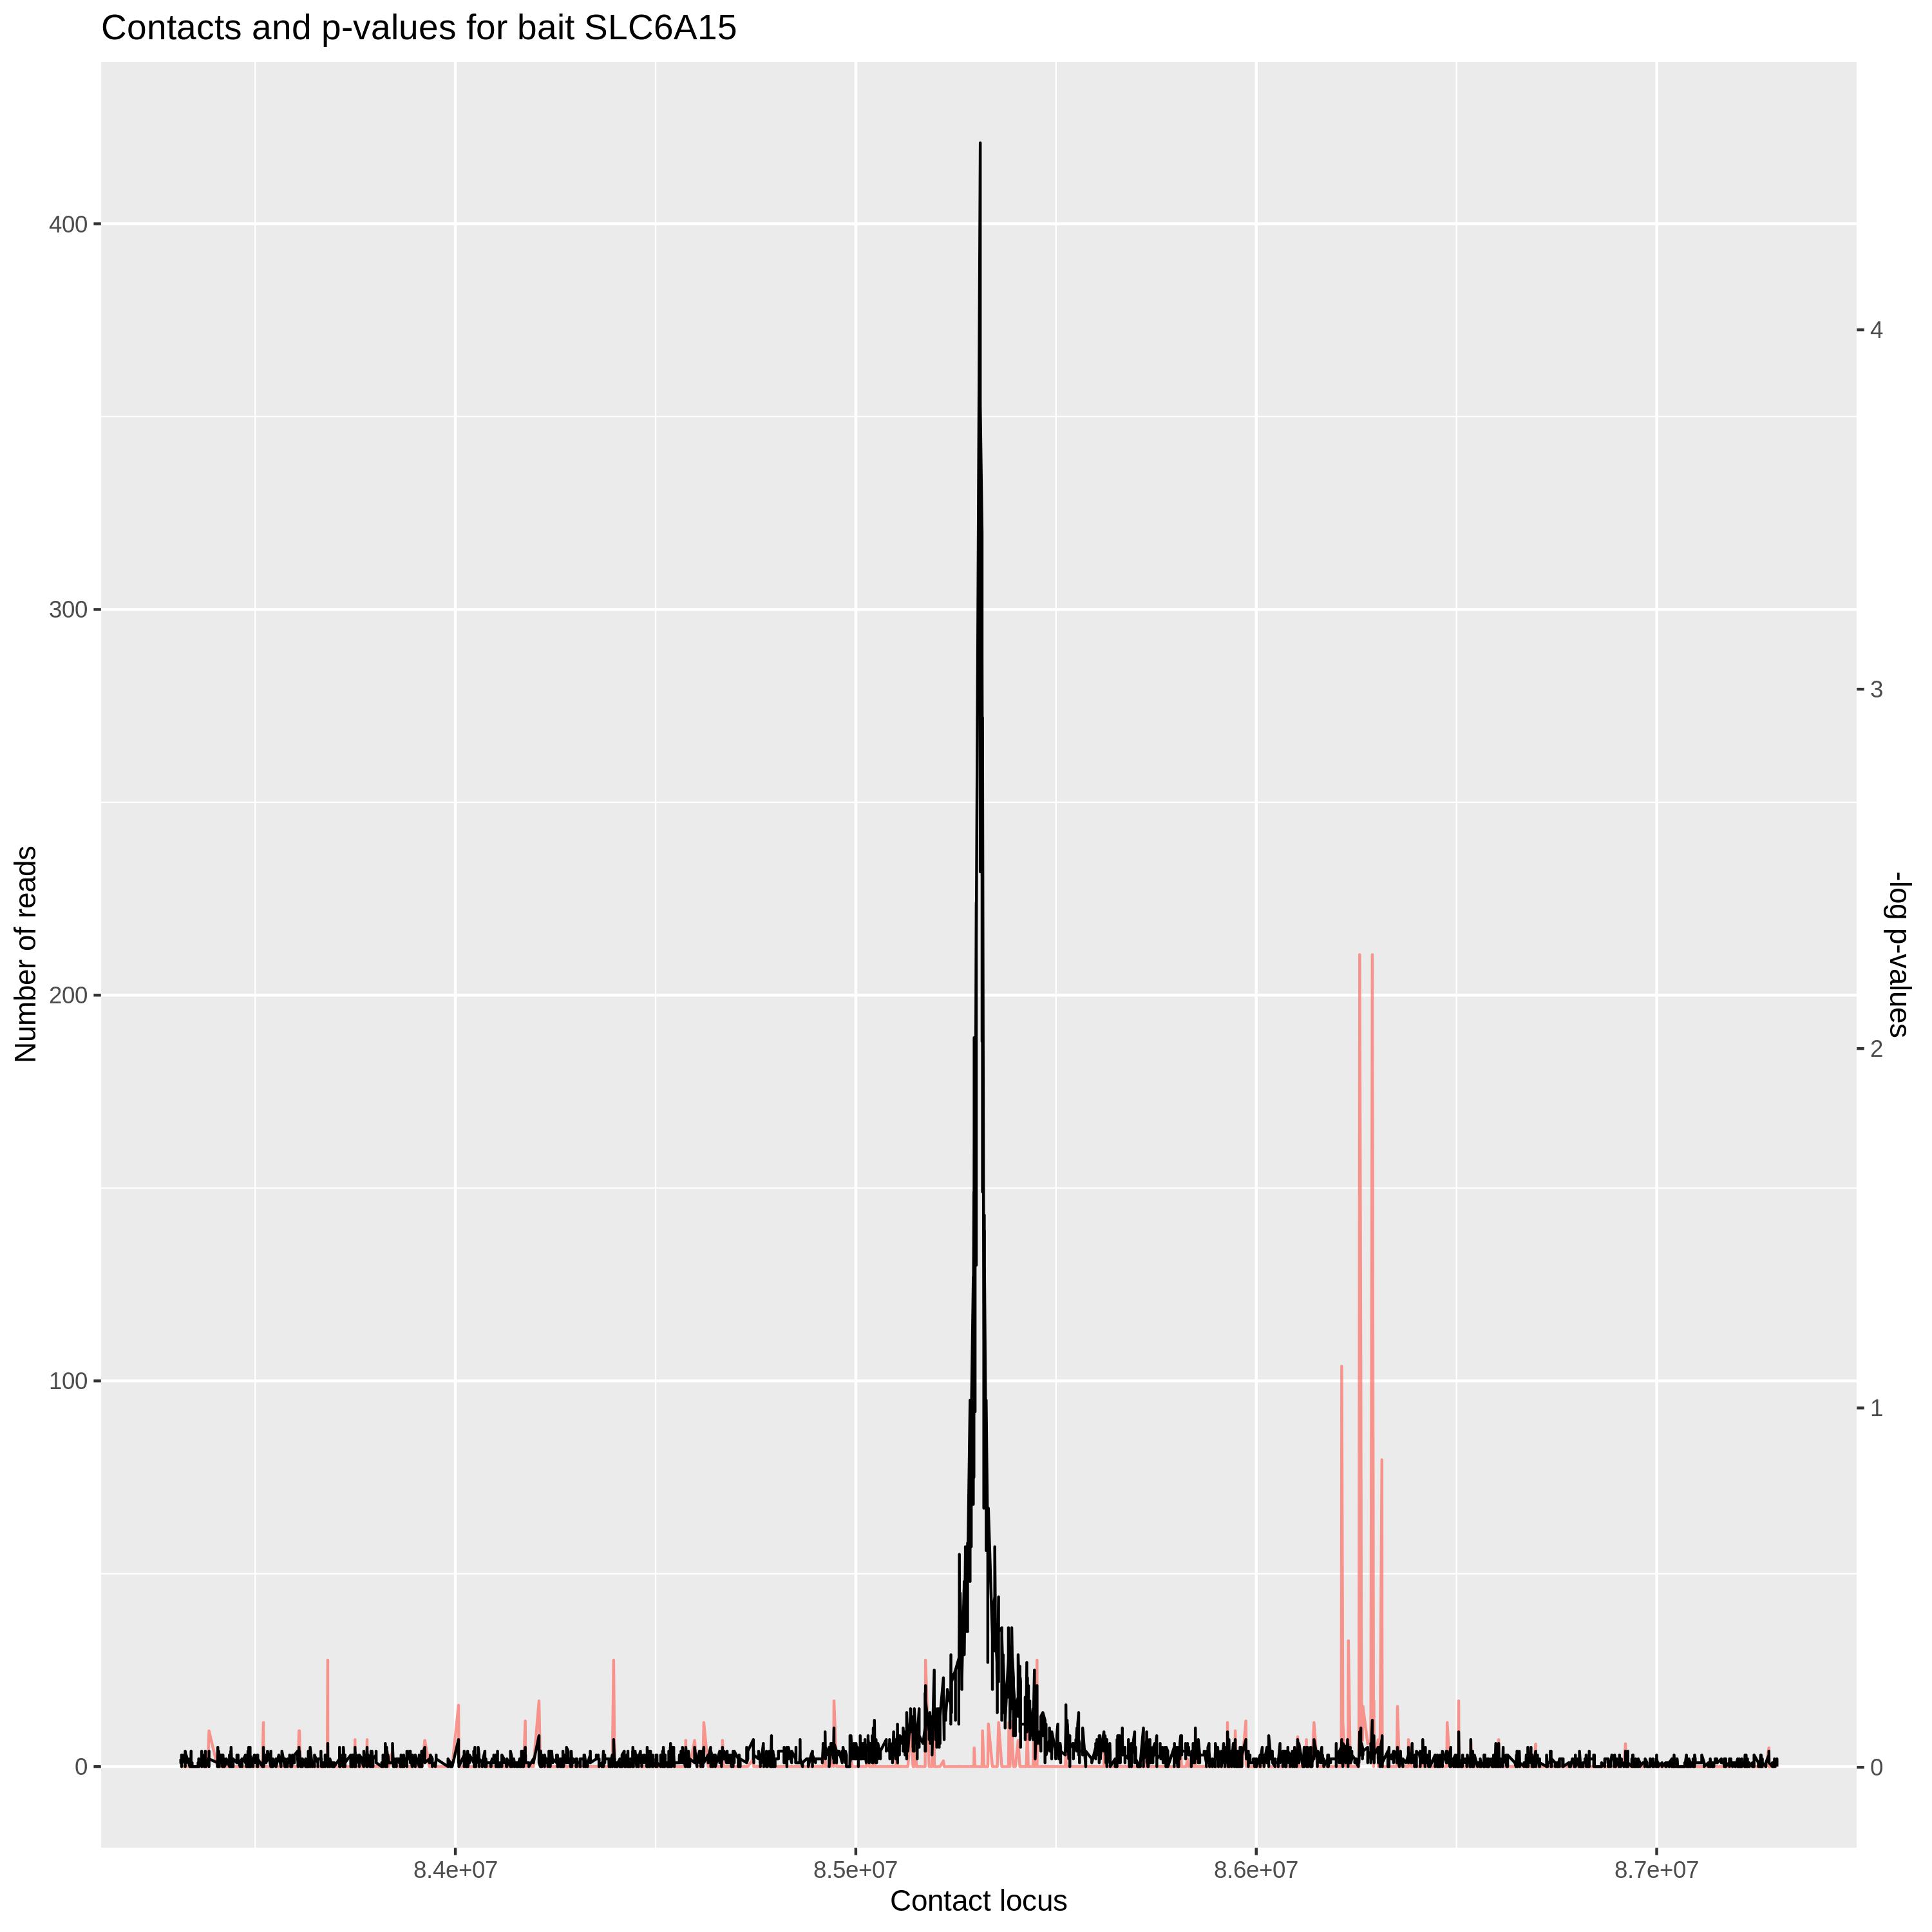 Contacts and p-values for bait SLC6A15
Number of reads
400
300
200
100
0
4
3
2
1
0
-log p-values
8.4e+07
8.5e+07
8.6e+07
8.7e+07
Contact locus